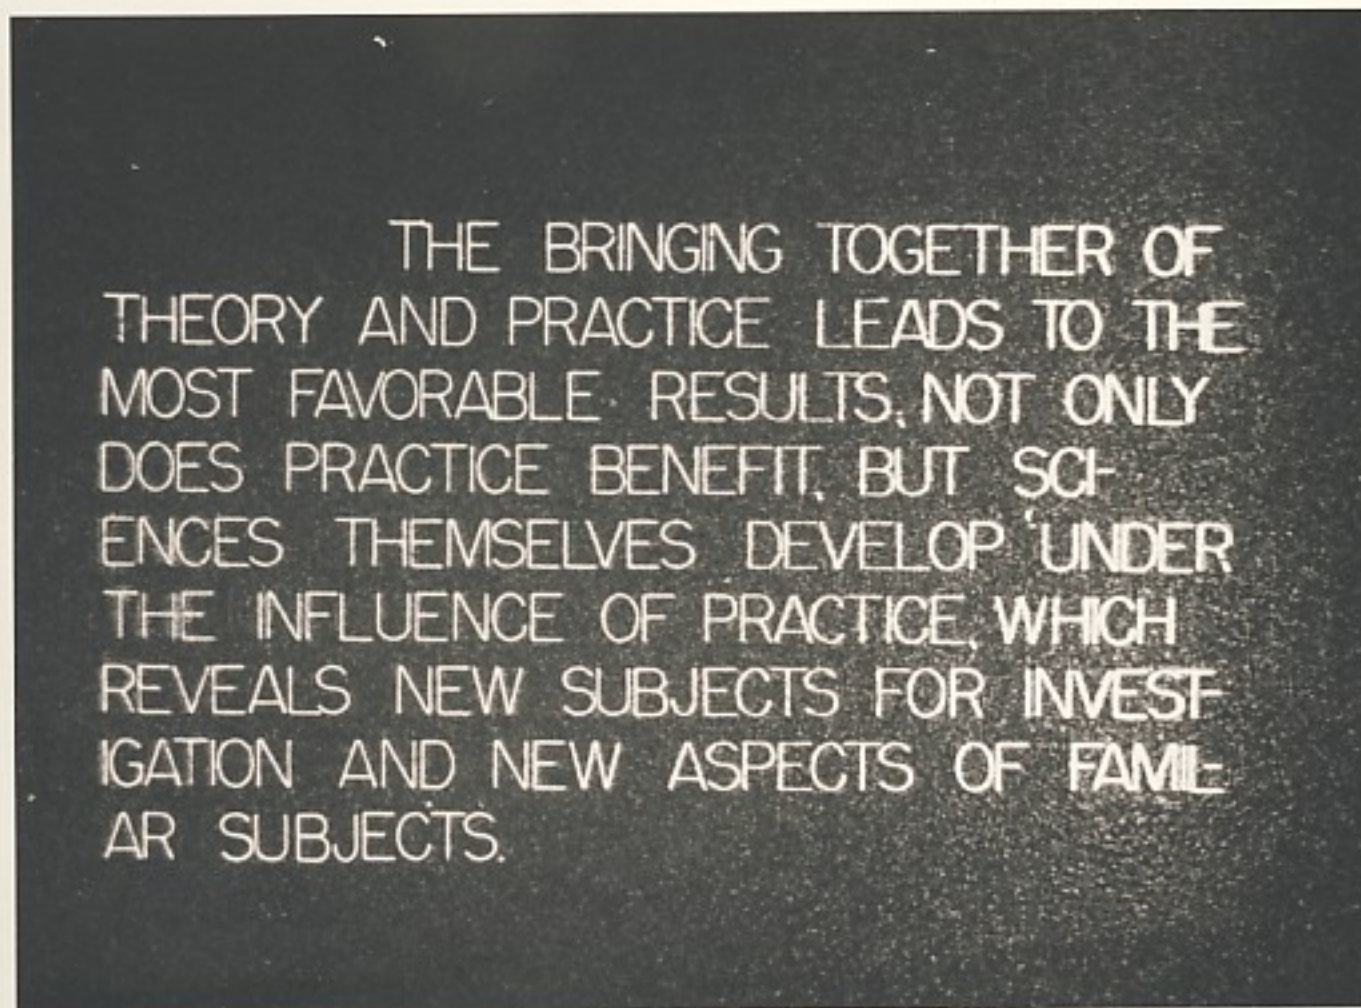 THE BRINGING TOGETHER OF
THEORY AND PRACTICE LEADS TO THE
MOST FAVORABLE RESULTS, NOT ONLY
DOES PRACTICE BENEFIT, BUT SCI-
ENCES THEMSELVES DEVELOP UNDER
THE INFLUENCE OF PRACTICE, WHICH
REVEALS NEW SUBJECTS FOR INVEST-
IGATION AND NEW ASPECTS OF FAMIL-
AR SUBJECTS.